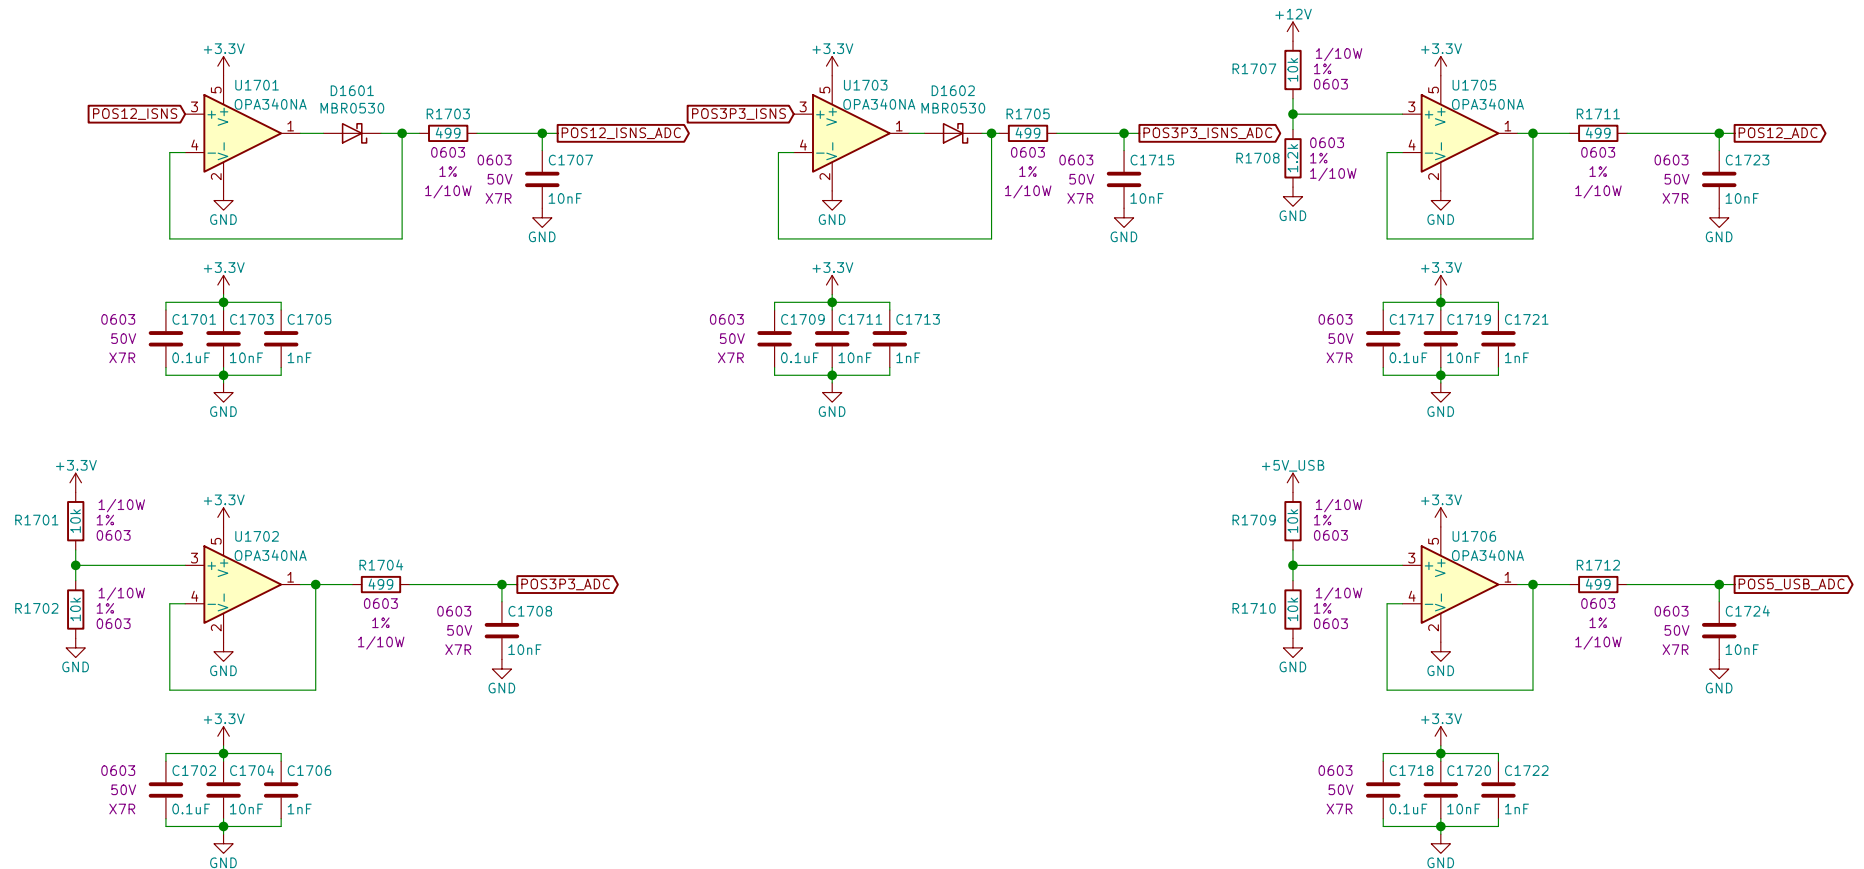 +3.3V
U1701
OPA340NA
POS12_ISNS
3
5
+
V+
1
4
V-
2
GND
D1601
MBR0530
R1703
499
0603
1%
1/10W
POS12_ISNS_ADC
C1707
0603
50V
X7R
10nF
GND
+3.3V
U1703
OPA340NA
POS3P3_ISNS
3
5
+
V+
1
4
V-
2
GND
D1602
MBR0530
R1705
499
0603
1%
1/10W
POS3P3_ISNS_ADC
C1715
0603
50V
X7R
10nF
GND
+12V
R1707
10k
1/10W
1%
0603
R1708
1.2k
0603
1%
1/10W
GND
+3.3V
U1705
OPA340NA
3
5
+
V+
1
4
V-
2
GND
R1711
499
0603
1%
1/10W
POS12_ADC
C1723
0603
50V
X7R
10nF
GND
+3.3V
0603
50V
X7R
C1701
0.1uF
C1703
10nF
C1705
1nF
GND
+3.3V
0603
50V
X7R
C1709
0.1uF
C1711
10nF
C1713
1nF
GND
+3.3V
0603
50V
X7R
C1717
0.1uF
C1719
10nF
C1721
1nF
GND
+3.3V
R1701
10k
1/10W
1%
0603
R1702
10k
1/10W
1%
0603
GND
+3.3V
U1702
OPA340NA
3
5
+
V+
1
4
V-
2
GND
R1704
499
0603
1%
1/10W
POS3P3_ADC
C1708
0603
50V
X7R
10nF
GND
+5V_USB
R1709
10k
1/10W
1%
0603
R1710
10k
1/10W
1%
0603
GND
+3.3V
U1706
OPA340NA
3
5
+
V+
1
4
V-
2
GND
R1712
499
0603
1%
1/10W
POS5_USB_ADC
C1724
0603
50V
X7R
10nF
GND
+3.3V
0603
50V
X7R
C1702
0.1uF
C1704
10nF
C1706
1nF
GND
+3.3V
0603
50V
X7R
C1718
0.1uF
C1720
10nF
C1722
1nF
GND